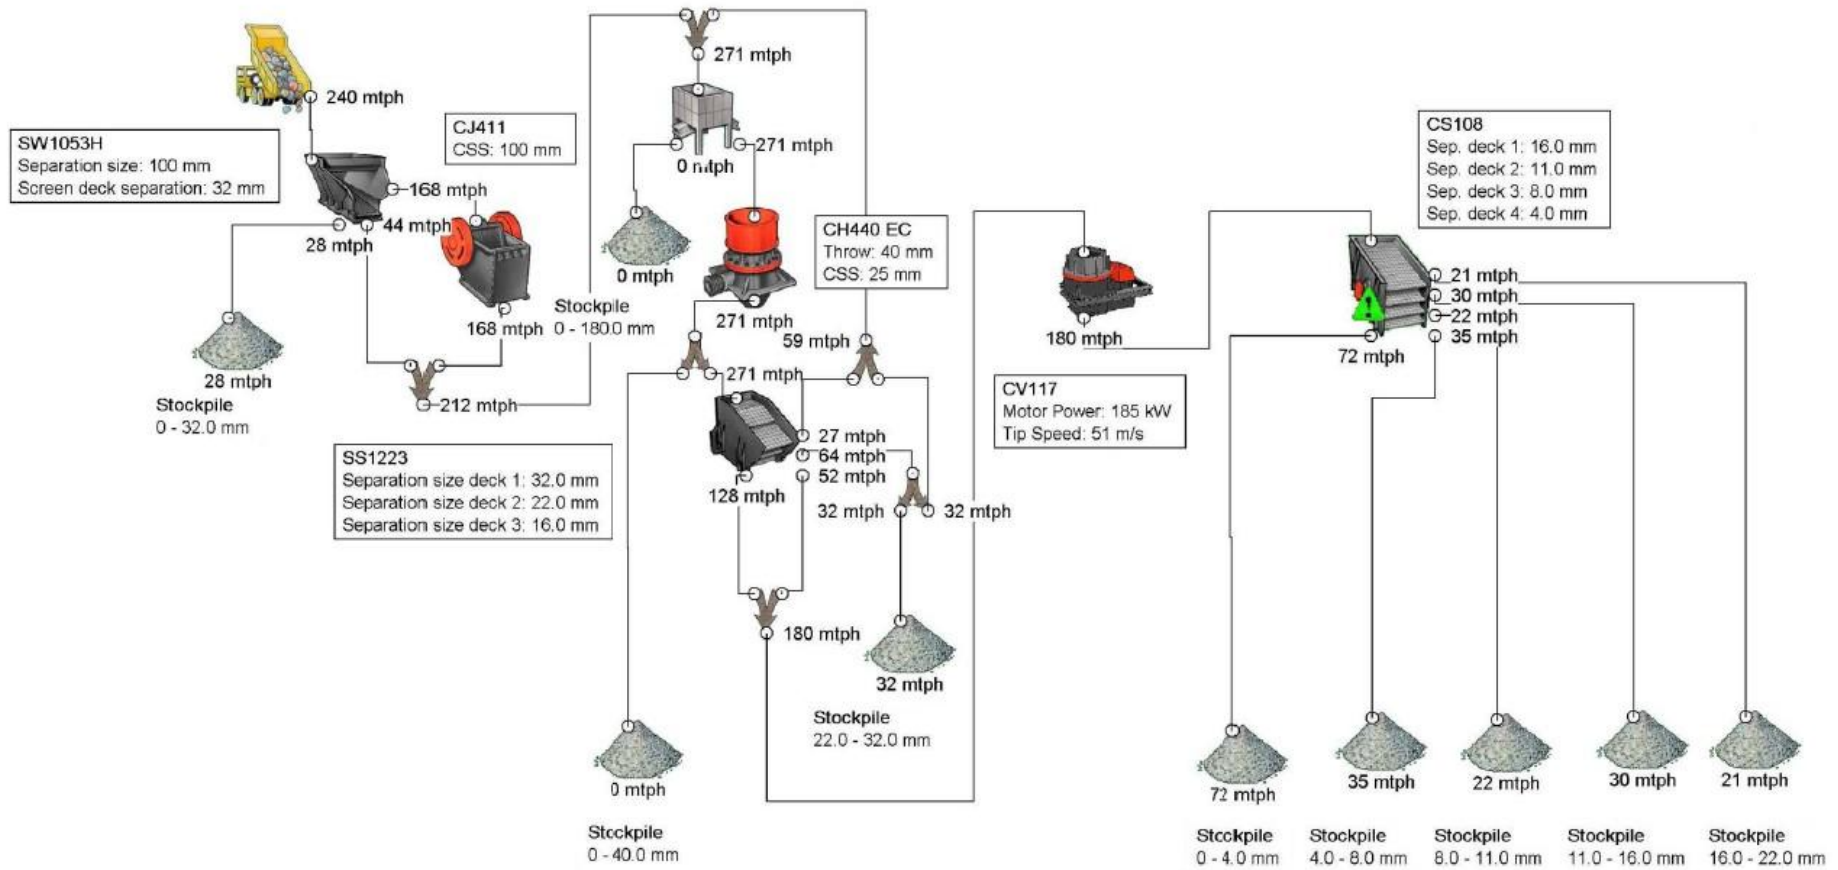 271 mtph
240 mtph
SW1053H
Separation size: 100 mm
Screen deck separation: 32 mm
CJ411
CSS: 100 mm
168 mtph
44 mtph
28 mtph
271 mtph
0 mtph
0 mtph
CS108
Sep. deck 1: 16.0 mm
Sep. deck 2: 11.0 mm
Sep. deck 3: 8.0 mm
Sep. deck 4: 4.0 mm
CH440 EC
Throw: 40 mm
CSS: 25 mm
Stockpile
0 - 180.0 mm
168 mtph
271 mtph
59 mtph
180 mtph
21 mtph
30 mtph
22 mtph
35 mtph
72 mtph
28 mtph
Stockpile
0 - 32.0 mm
212 mtph
271 mtph
CV117
Motor Power: 185 kW
Tip Speed: 51 m/s
SS1223
Separation size deck 1: 32.0 mm
Separation size deck 2: 22.0 mm
Separation size deck 3: 16.0 mm
27 mtph
64 mtph
52 mtph
128 mtph
32 mtph
32 mtph
180 mtph
32 mtph
Stockpile
22.0 - 32.0 mm
0 mtph
Stockpile
0 - 40.0 mm
72 mtph
35 mtph
22 mtph
30 mtph
21 mtph
Stockpile
0 - 4.0 mm
Stockpile
4.0 - 8.0 mm
Stockpile
8.0 - 11.0 mm
Stockpile
11.0 - 16.0 mm
Stockpile
16.0 - 22.0 mm